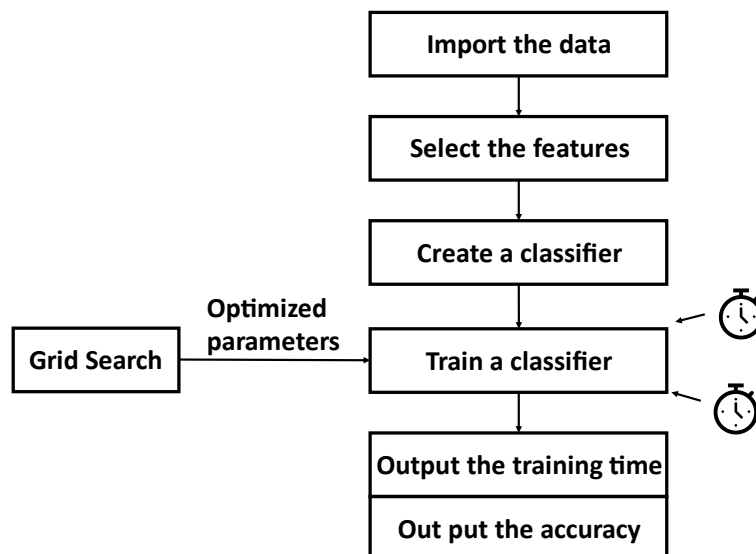 Import the data
Select the features
Create a classifier
Optimized
parameters
Grid Search
Train a classifier
Output the training time
Out put the accuracy